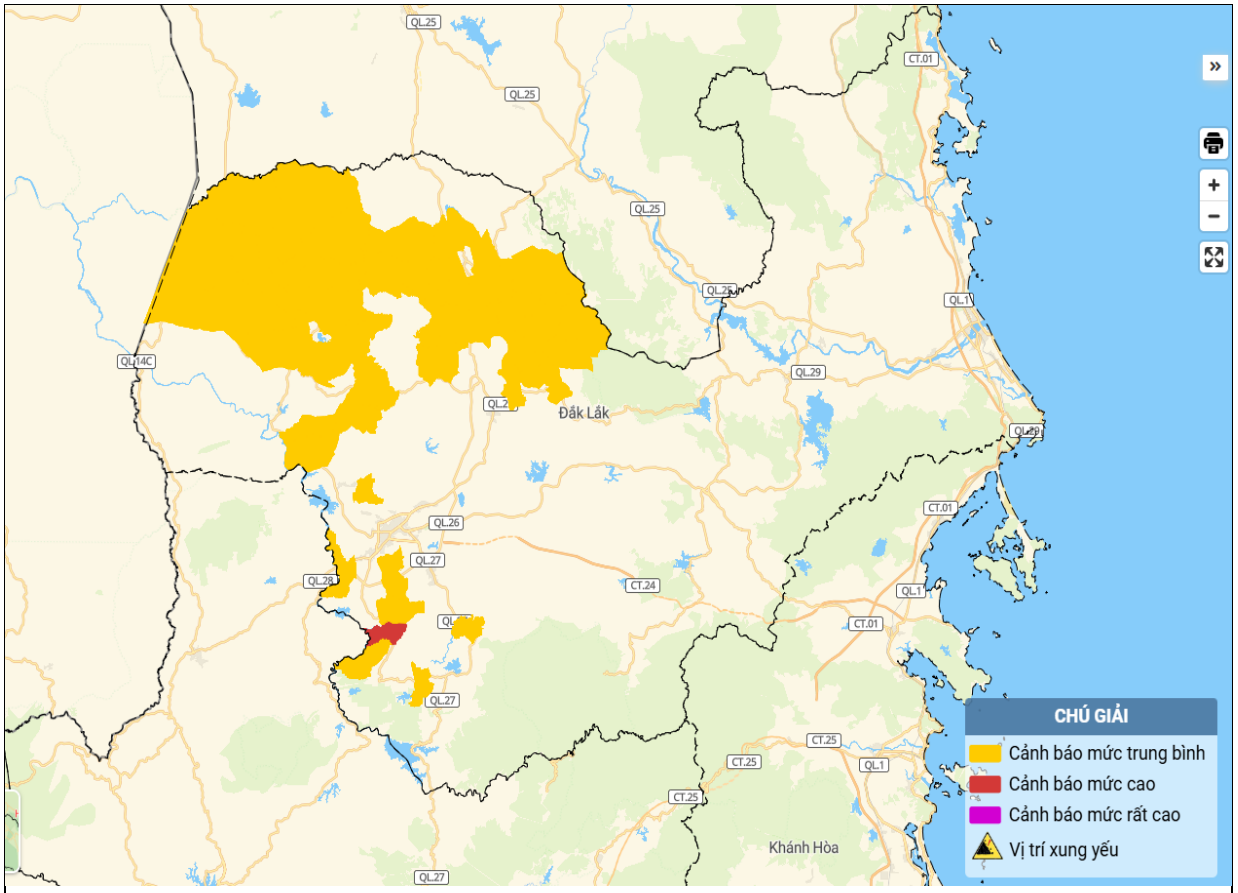 QL.25
CT.01
»
QL.25
+
QL.25
−
QL.25
QL.1
QL.14C
QL.29
QL.2
Đắk Lắk
QL.29
CT.01
QL.26
QL.27
QL.28
CT.24
QL.1
QL
CT.01
QL.27
CHÚ GIẢI
CT.25
Cảnh báo mức trung bình
CT.25
QL.1
Cảnh báo mức cao
CT.25
Cảnh báo mức rất cao
Khánh Hòa
Vị trí xung yếu
QL.27